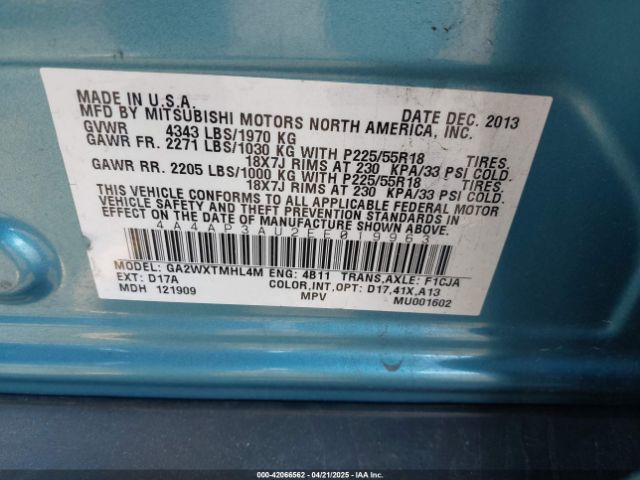 MADE IN U.S.A. DATE DEC. 2013
MFD BY MITSUBISHI MOTORS NORTH AMERICA, INC.
GVWR 4343 LBS/1970 KG
GAWR FR. 2271 LBS/1030 KG WITH P225/55R18 TIRES.
18X7J RIMS AT 230 KPA/33 PSI COLD.
GAWR RR. 2205 LBS/1000 KG WITH P225/55R18 TIRES.
18X7J RIMS AT 230 KPA/33 PSI COLD.
THIS VEHICLE CONFORMS TO ALL APPLICABLE FEDERAL MOTOR
VEHICLE SAFETY AND THEFT PREVENTION STANDARDS IN
EFFECT ON THE DATE OF MANUFACTURE SHOWN ABOVE.
4A4AP3AU2EE019963
MODEL: GA2WXTMHL4M ENG: 4B11 TRANS,AXLE: F1CJA
EXT: D17A COLOR,INT,OPT: D17,41X,A13
MDH 121909 MPV MU001602
000-42066562 - 04/21/2025 - IAAI.COM